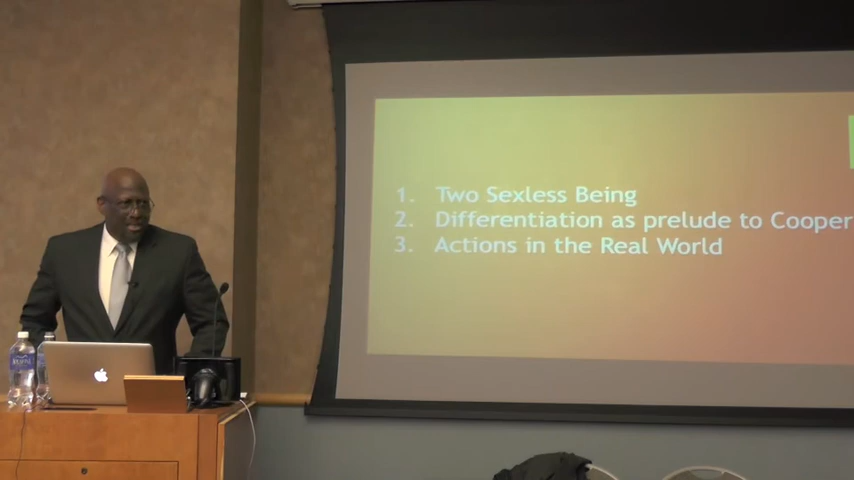 1. Two Sexless Being
2. Differentiation as prelude to Cooper
3. Actions in the Real World